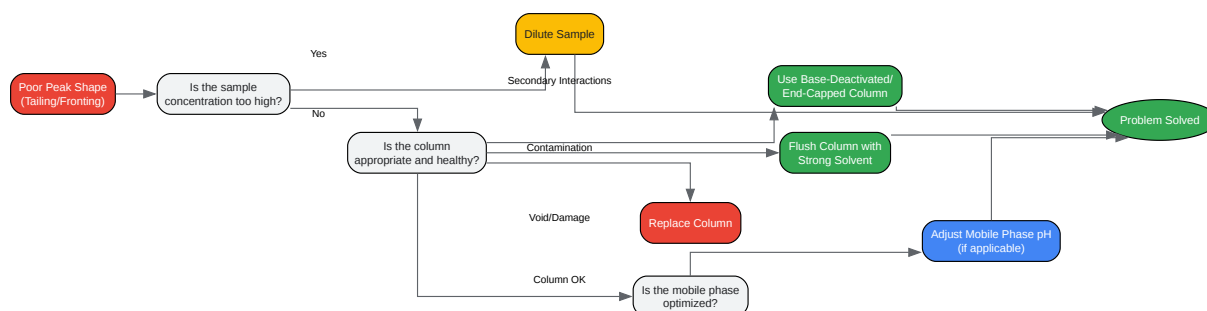 Dilute Sample
Yes
Secondary Interactions
Poor Peak Shape
(Tailing/Fronting)
Is the sample
concentration too high?
Use Base-Deactivated/
End-Capped Column
No
Problem Solved
Is the column
appropriate and healthy?
Contamination
Flush Column with
Strong Solvent
Void/Damage
Replace Column
Adjust Mobile Phase pH
(if applicable)
Column OK
Is the mobile phase
optimized?